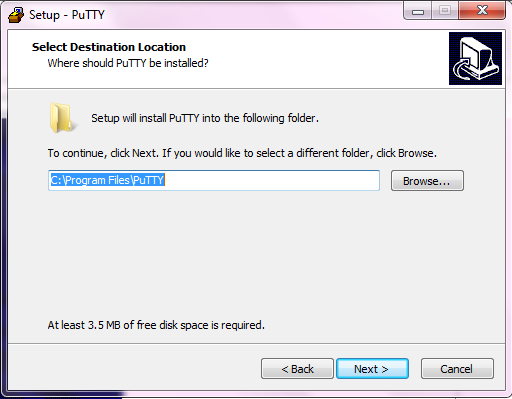 Setup - PuTTY
Select Destination Location
Where should PuTTY be installed?
Setup will install PuTTY into the following folder.
To continue, click Next. If you would like to select a different folder, click Browse.
C:\Program Files\PuTTY
Browse...
At least 3.5 MB of free disk space is required.
< Back
Next >
Cancel